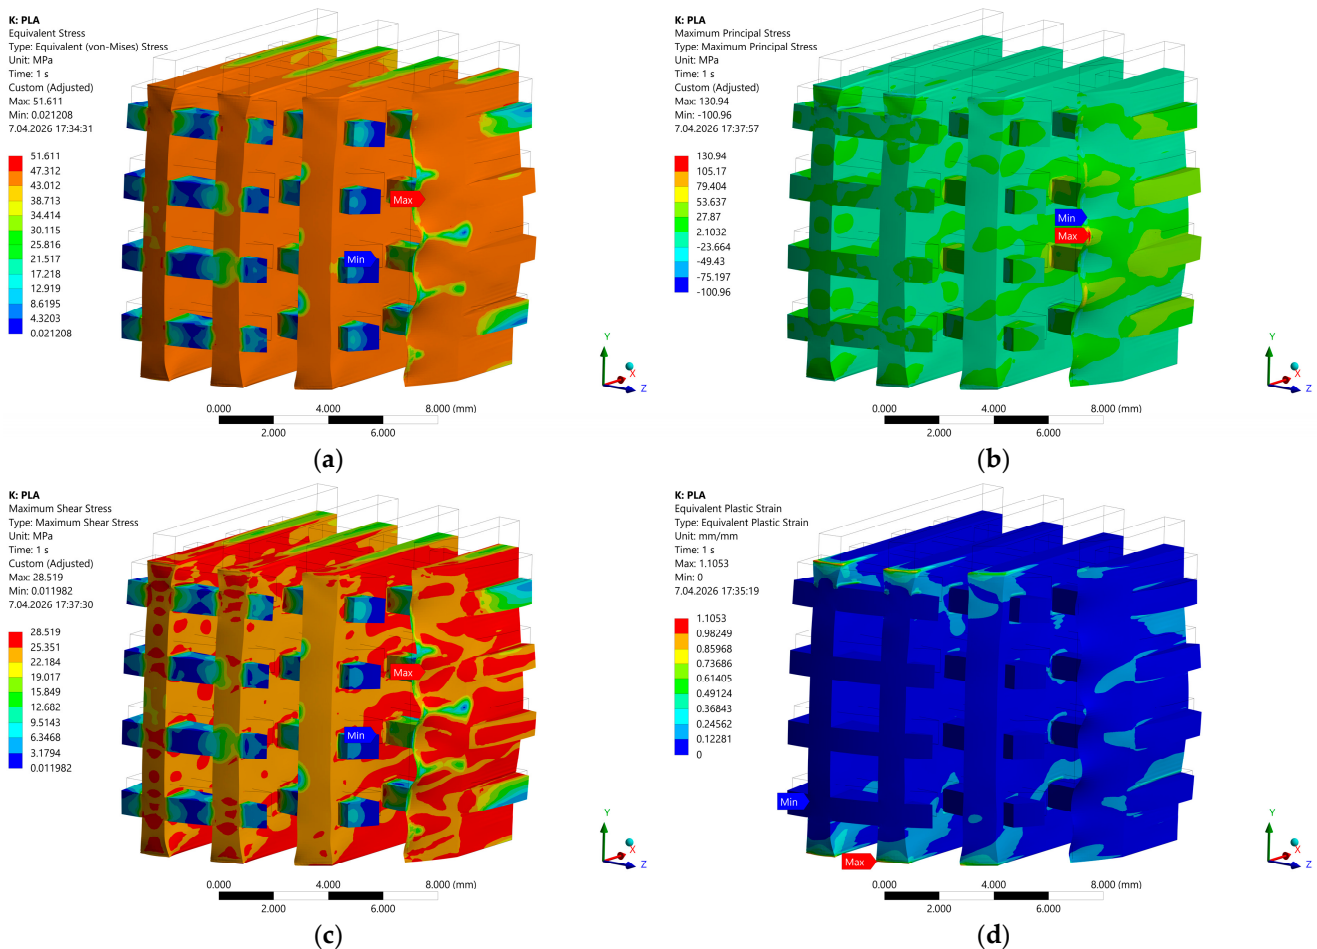 K: PLA
Equivalent Stress
Type: Equivalent (von-Mises) Stress
Unit: MPa
Time: 1 s
Custom (Adjusted)
Max: 51.611
Min: 0.021208
7.04.2026 17:34:31
51.611
47.312
43.012
38.713
34.414
30.115
25.816
21.517
17.218
12.919
8.6195
4.3203
0.021208
Max
Min
Y
X
Z
0.000
4.000
8.000 (mm)
2.000
6.000
(a)
K: PLA
Maximum Principal Stress
Type: Maximum Principal Stress
Unit: MPa
Time: 1 s
Custom (Adjusted)
Max: 130.94
Min: -100.96
7.04.2026 17:37:57
130.94
105.17
79.404
53.637
27.87
2.1032
-23.664
-49.43
-75.197
-100.96
Min
Max
Y
X
Z
0.000
4.000
8.000 (mm)
2.000
6.000
(b)
K: PLA
Maximum Shear Stress
Type: Maximum Shear Stress
Unit: MPa
Time: 1 s
Custom (Adjusted)
Max: 28.519
Min: 0.011982
7.04.2026 17:37:30
28.519
25.351
22.184
19.017
15.849
12.682
9.5143
6.3468
3.1794
0.011982
Max
Min
Y
X
Z
0.000
4.000
8.000 (mm)
2.000
6.000
(c)
K: PLA
Equivalent Plastic Strain
Type: Equivalent Plastic Strain
Unit: mm/mm
Time: 1 s
Max: 1.1053
Min: 0
7.04.2026 17:35:19
1.1053
0.98249
0.85968
0.73686
0.61405
0.49124
0.36843
0.24562
0.12281
0
Min
Max
Y
X
Z
0.000
4.000
8.000 (mm)
2.000
6.000
(d)